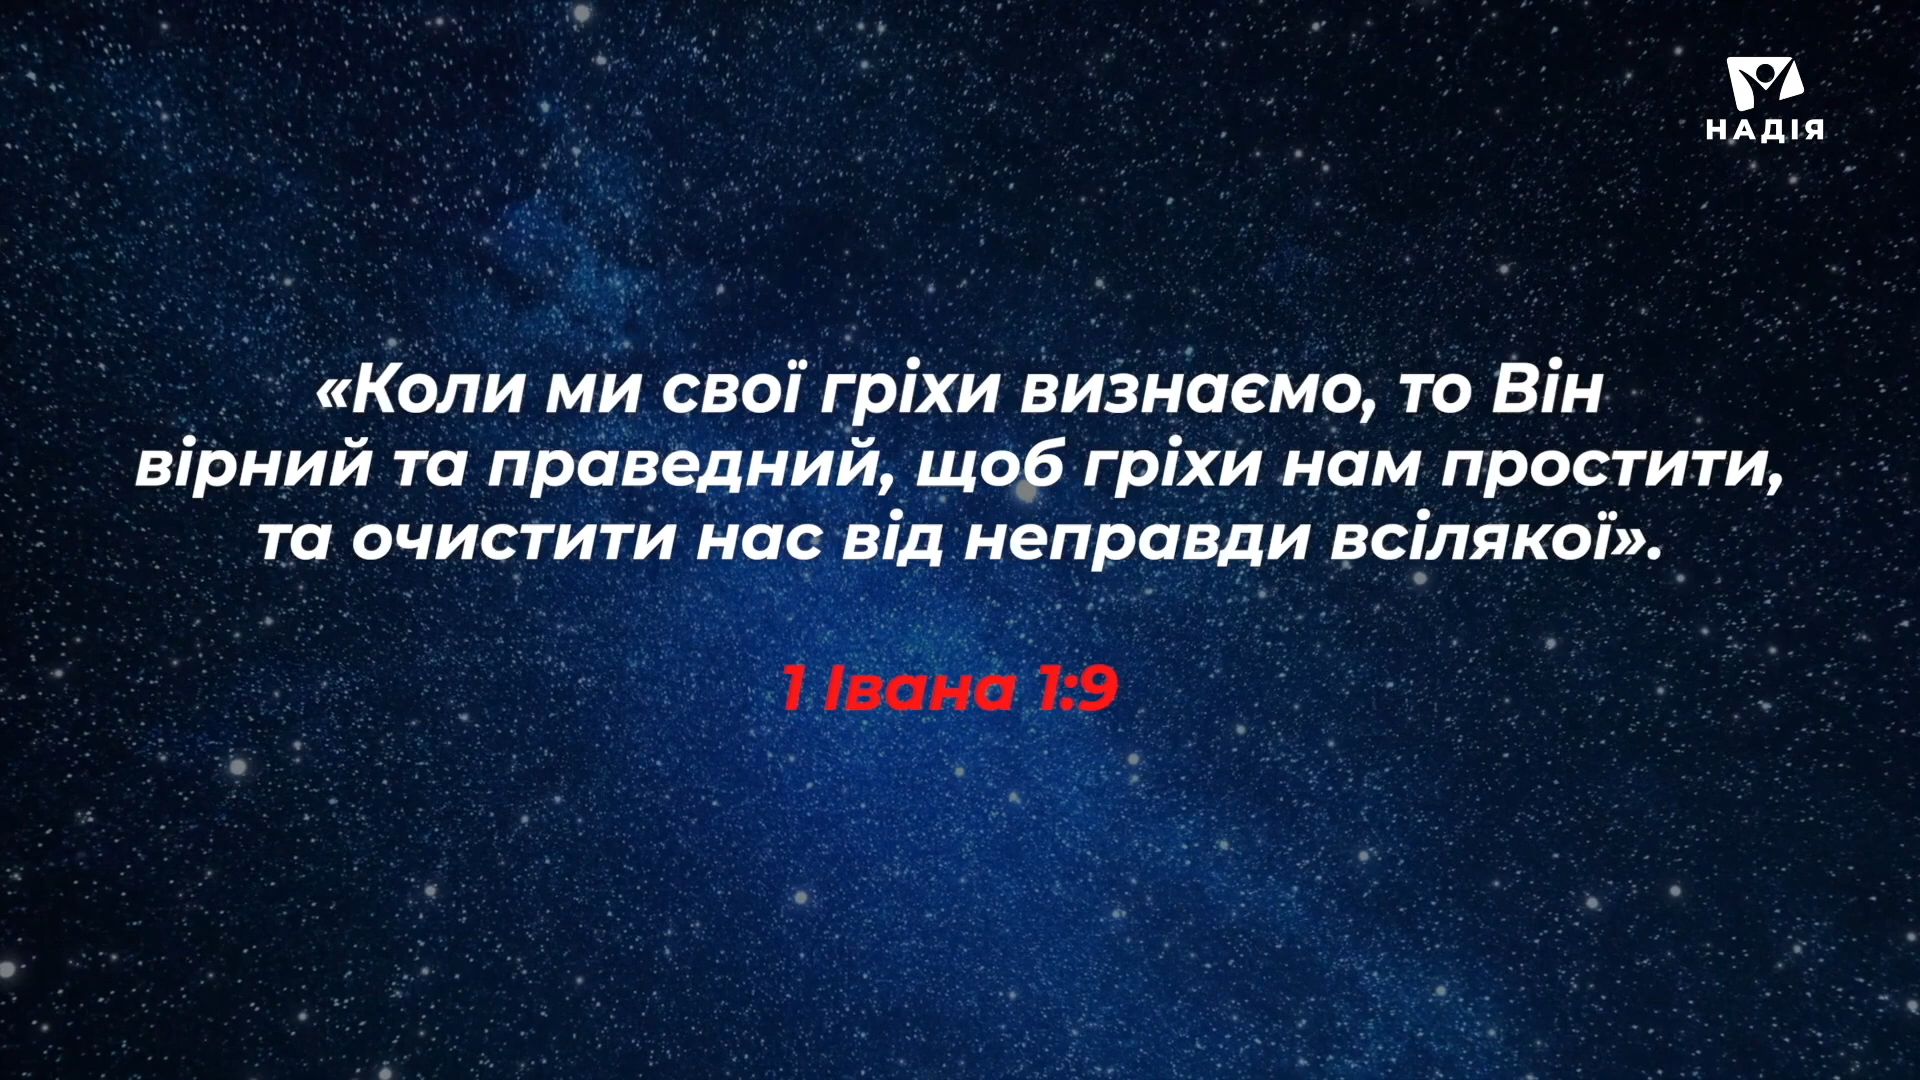 НАДІЯ
«Коли ми свої гріхи визнаємо, то Він
вірний та праведний, щоб гріхи нам простити,
та очистити нас від неправди всілякої».
1 Івана 1:9